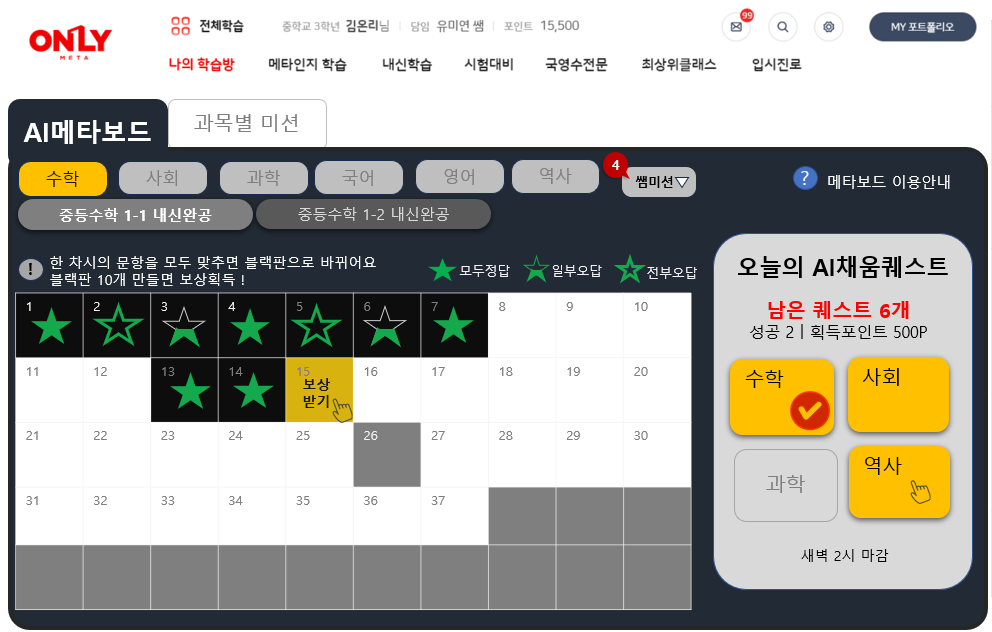 ONLY
META
전체학습
중학교 3학년 김온리님 | 담임 유미연 쌤 | 포인트 15,500
99
MY 포트폴리오
나의 학습방 메타인지 학습 내신학습 시험대비 국영수전문 최상위클래스 입시진로
AI메타보드 과목별 미션
수학 사회 과학 국어 영어 역사 4 쌤미션▽
? 메타보드 이용안내
중등수학 1-1 내신완공 중등수학 1-2 내신완공
! 한 차시의 문항을 모두 맞추면 블랙판으로 바뀌어요
블랙판 10개 만들면 보상획득 !
모두정답 일부오답 전부오답
1 2 3 4 5 6 7 8 9 10
11 12 13 14 15 16 17 18 19 20
보상
받기
21 22 23 24 25 26 27 28 29 30
31 32 33 34 35 36 37
오늘의 AI채움퀘스트
남은 퀘스트 6개
성공 2 | 획득포인트 500P
수학 사회
과학 역사
새벽 2시 마감